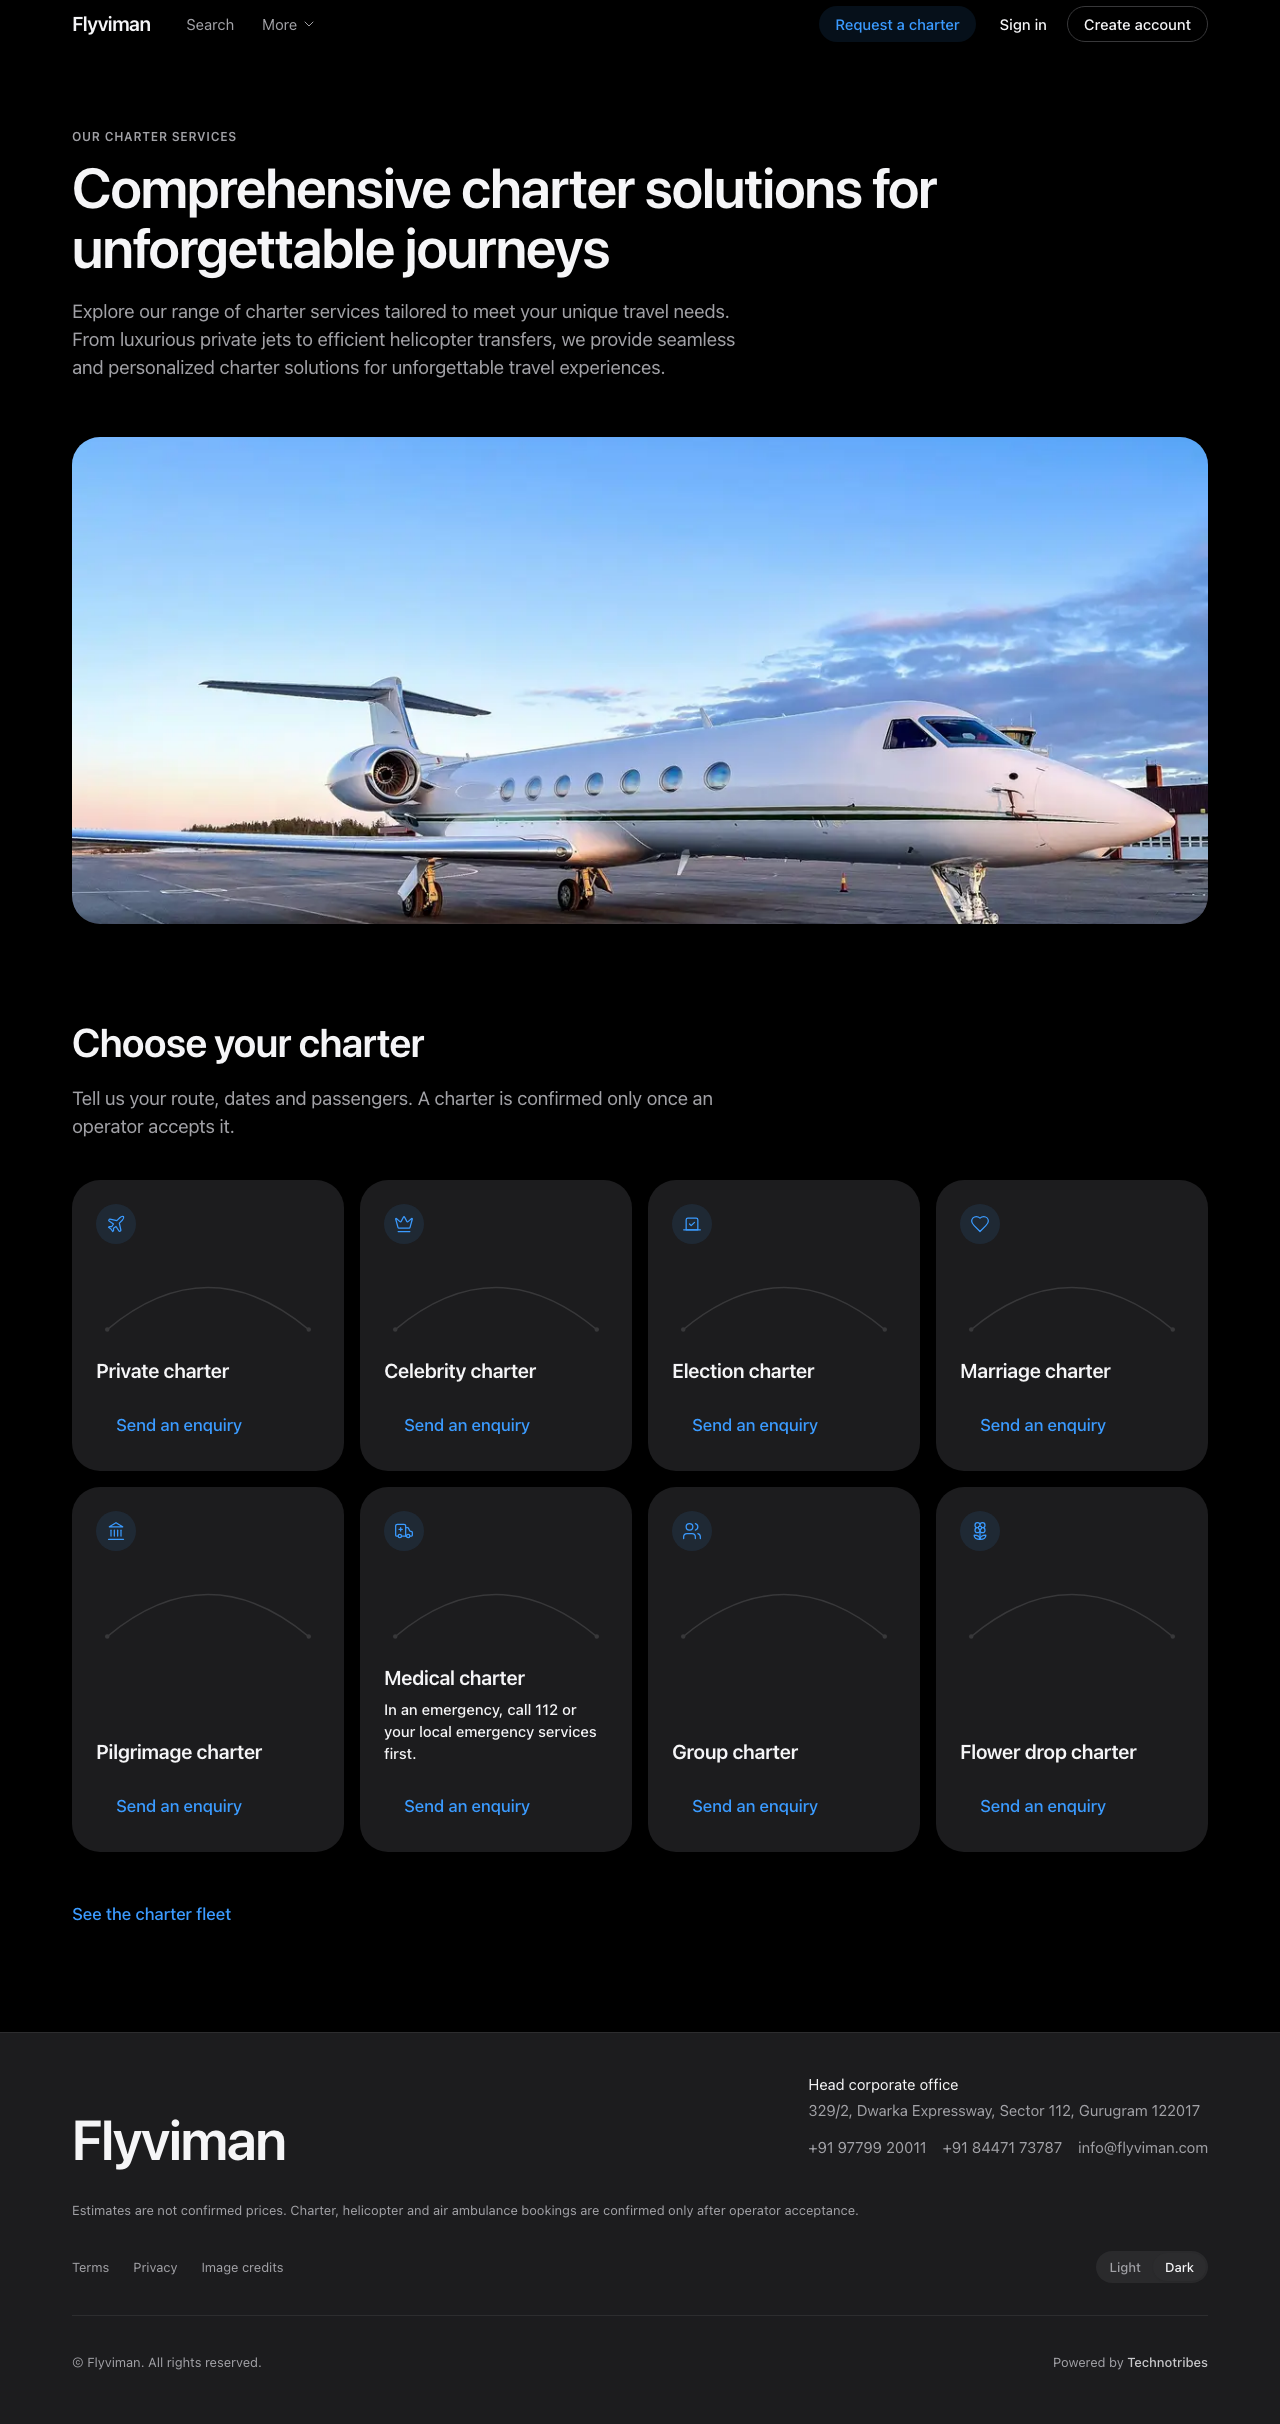 Flyviman
Search
More
Request a charter
Sign in
Create account
OUR CHARTER SERVICES
Comprehensive charter solutions for
unforgettable journeys
Explore our range of charter services tailored to meet your unique travel needs.
From luxurious private jets to efficient helicopter transfers, we provide seamless
and personalized charter solutions for unforgettable travel experiences.
Choose your charter
Tell us your route, dates and passengers. A charter is confirmed only once an
operator accepts it.
Private charter
Send an enquiry
Celebrity charter
Send an enquiry
Election charter
Send an enquiry
Marriage charter
Send an enquiry
Pilgrimage charter
Send an enquiry
Medical charter
In an emergency, call 112 or
your local emergency services
first.
Send an enquiry
Group charter
Send an enquiry
Flower drop charter
Send an enquiry
See the charter fleet
Flyviman
Head corporate office
329/2, Dwarka Expressway, Sector 112, Gurugram 122017
+91 97799 20011 +91 84471 73787 info@flyviman.com
Estimates are not confirmed prices. Charter, helicopter and air ambulance bookings are confirmed only after operator acceptance.
Terms Privacy Image credits
Light Dark
© Flyviman. All rights reserved.
Powered by Technotribes